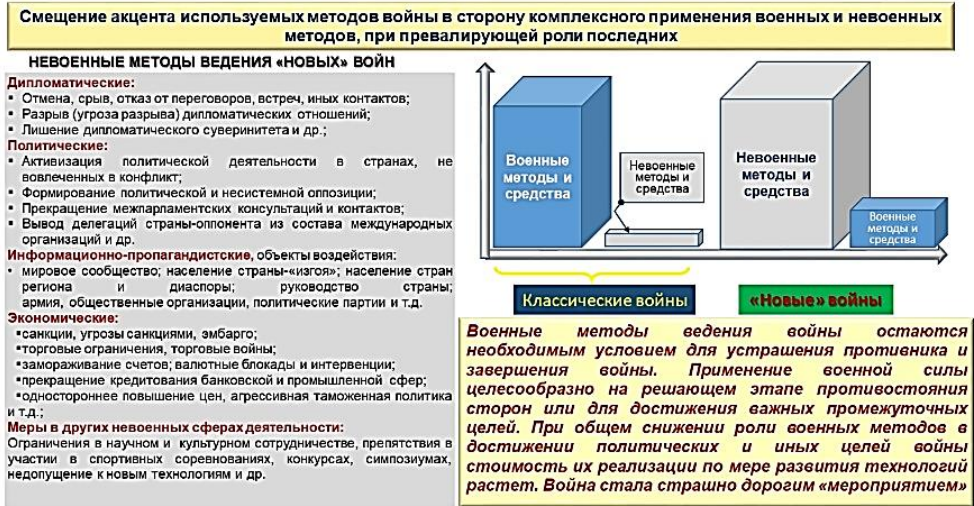 Смещение акцента используемых методов войны в сторону комплексного применения военных и невоенных
методов, при превалирующей роли последних
НЕВОЕННЫЕ МЕТОДЫ ВЕДЕНИЯ «НОВЫХ» ВОЙН
Дипломатические:
▪ Отмена, срыв, отказ от переговоров, встреч, иных контактов;
▪ Разрыв (угроза разрыва) дипломатических отношений;
▪ Лишение дипломатического суверинитета и др.;
Политические:
▪ Активизация политической деятельности в странах, не
вовлеченных в конфликт;
▪ Формирование политической и несистемной оппозиции;
▪ Прекращение межпарламентских консультаций и контактов;
▪ Вывод делегаций страны-оппонента из состава международных
организаций и др.
Информационно-пропагандистские, объекты воздействия:
• мировое сообщество; население страны-«изгоя»; население стран
региона и диаспоры; руководство страны;
армия, общественные организации, политические партии и т.д.
Экономические:
▪санкции, угрозы санкциями, эмбарго;
▪торговые ограничения, торговые войны;
▪замораживание счетов; валютные блокады и интервенции;
▪прекращение кредитования банковской и промышленной сфер;
▪одностороннее повышение цен, агрессивная таможенная политика
и т.д.;
Меры в других невоенных сферах деятельности:
Ограничения в научном и культурном сотрудничестве, препятствия в
участии в спортивных соревнованиях, конкурсах, симпозиумах,
недопущение к новым технологиям и др.
Военные
методы и
средства
Невоенные
методы и
средства
Невоенные
методы и
средства
Военные
методы и
средства
Классические войны
«Новые» войны
Военные методы ведения войны остаются
необходимым условием для устрашения противника и
завершения войны. Применение военной силы
целесообразно на решающем этапе противостояния
сторон или для достижения важных промежуточных
целей. При общем снижении роли военных методов в
достижении политических и иных целей войны
стоимость их реализации по мере развития технологий
растет. Война стала страшно дорогим «мероприятием»